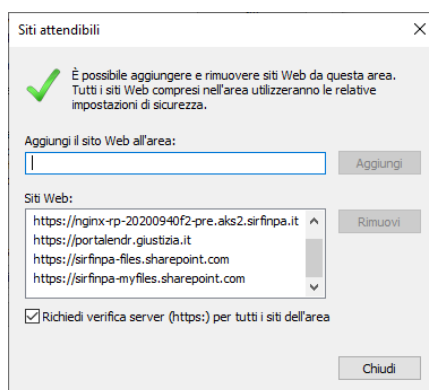 Siti attendibili
È possibile aggiungere e rimuovere siti Web da questa area.
Tutti i siti Web compresi nell'area utilizzeranno le relative
impostazioni di sicurezza.
Aggiungi il sito Web all'area:
Aggiungi
Siti Web:
https://nginx-rp-20200940f2-pre.aks2.sirfinpa.it
Rimuovi
https://portalendr.giustizia.it
https://sirfinpa-files.sharepoint.com
https://sirfinpa-myfiles.sharepoint.com
Richiedi verifica server (https:) per tutti i siti dell'area
Chiudi